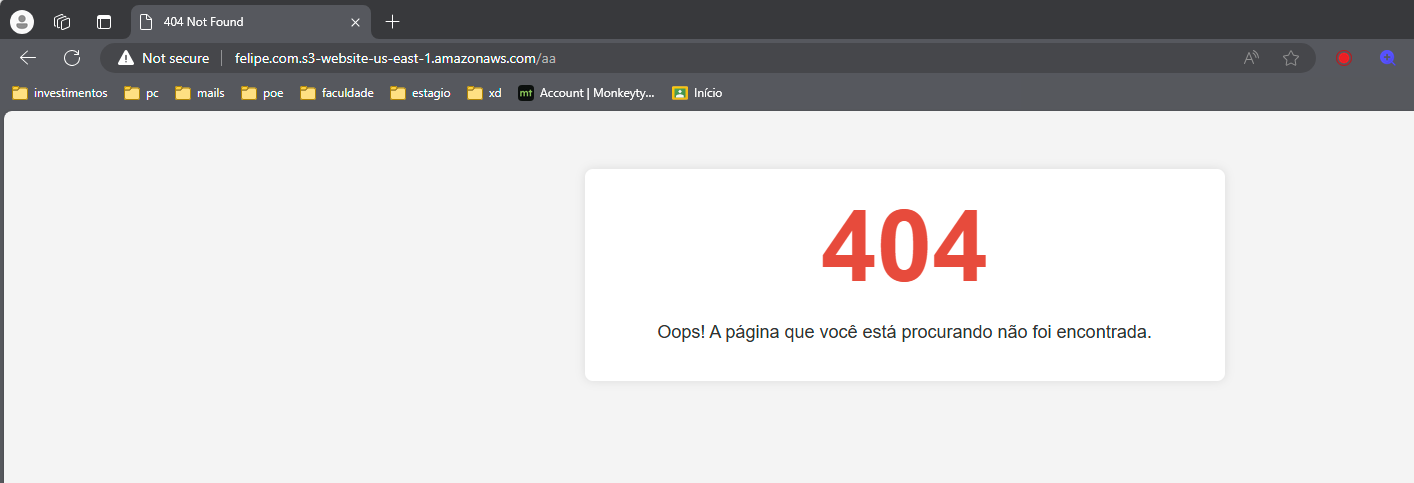 404 Not Found
Not secure felipe.com.s3-website-us-east-1.amazonaws.com/aa
investimentos pc mails poe faculdade estagio xd mt Account | Monkeyty... Início
404
Oops! A página que você está procurando não foi encontrada.